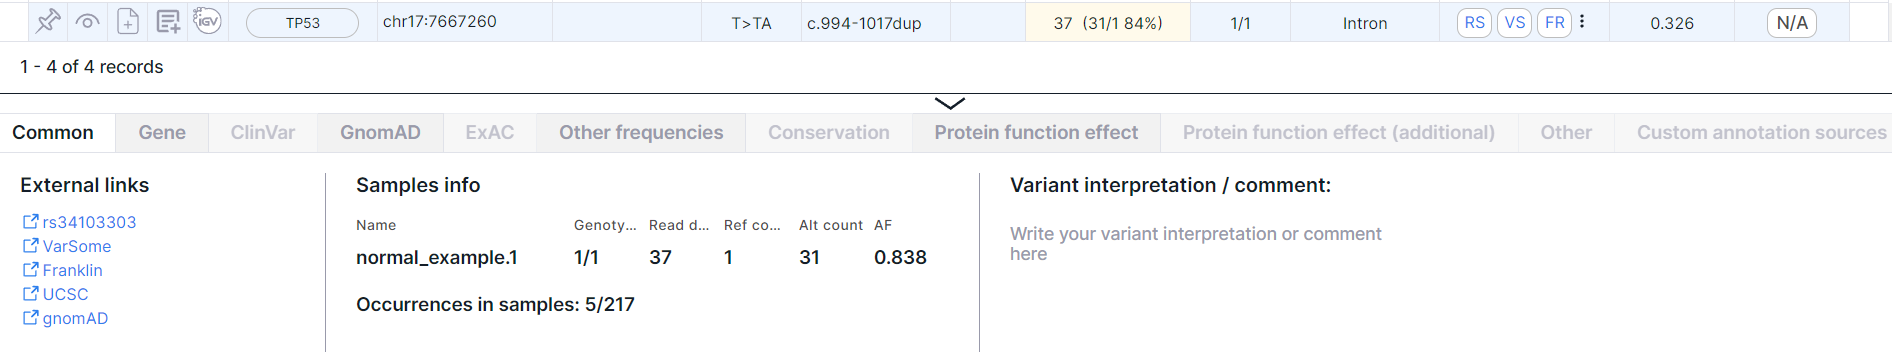 IGV TP53 chr17:7667260 T>TA c.994-1017dup 37 (31/1 84%) 1/1 Intron RS VS FR 0.326 N/A
1 - 4 of 4 records
Common Gene ClinVar GnomAD ExAC Other frequencies Conservation Protein function effect Protein function effect (additional) Other Custom annotation sources
External links
rs34103303
VarSome
Franklin
UCSC
gnomAD
Samples info
Name Genoty... Read d... Ref co... Alt count AF
normal_example.1 1/1 37 1 31 0.838
Occurrences in samples: 5/217
Variant interpretation / comment:
Write your variant interpretation or comment
here